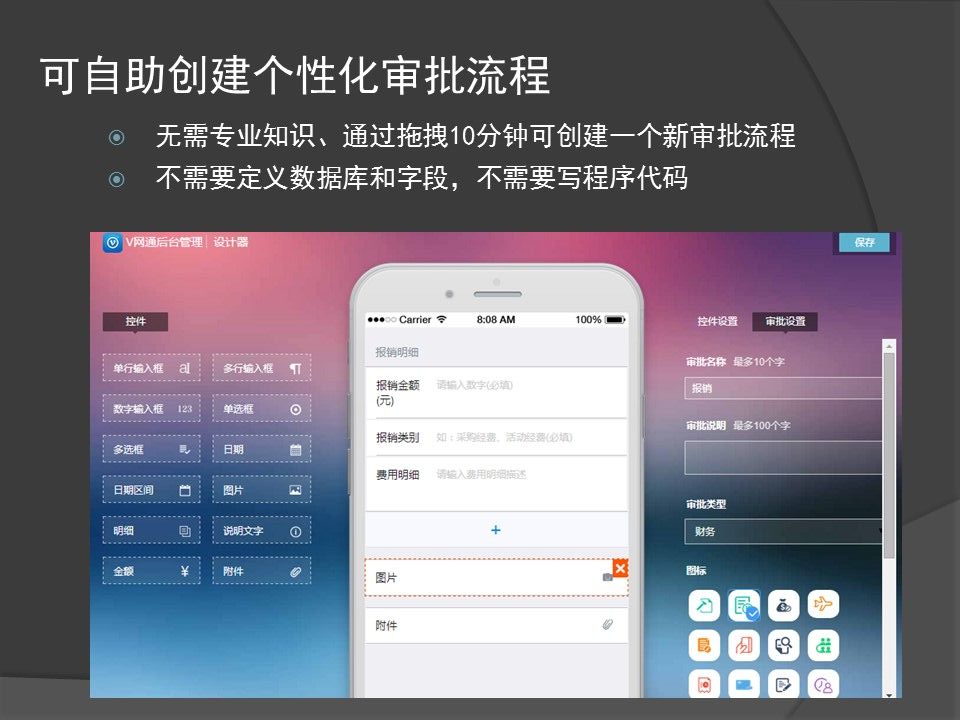 可自助创建个性化审批流程
无需专业知识、通过拖拽10分钟可创建一个新审批流程
不需要定义数据库和字段，不需要写程序代码
V网通后台管理 | 设计器
保存
控件
单行输入框 a
多行输入框
数字输入框 123
单选框
多选框
日期
日期区间
图片
明细
说明文字
金额 ¥
附件
Carrier 8:08 AM 100%
报销明细
报销金额 请输入数字(必填)
(元)
报销类别 如：采购经费、活动经费(必填)
费用明细 请输入费用明细描述
+
图片
附件
控件设置 审批设置
审批名称 最多10个字
报销
审批说明 最多100个字
审批类型
财务
图标